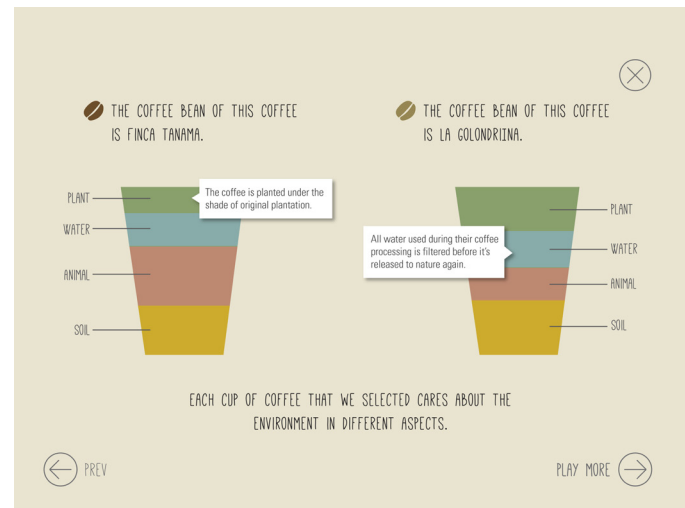 THE COFFEE BEAN OF THIS COFFEE
IS FINCA TANAMA.
THE COFFEE BEAN OF THIS COFFEE
IS LA GOLONDRIINA.
PLANT
WATER
ANIMAL
SOIL
The coffee is planted under the
shade of original plantation.
All water used during their coffee
processing is filtered before it's
released to nature again.
PLANT
WATER
ANIMAL
SOIL
EACH CUP OF COFFEE THAT WE SELECTED CARES ABOUT THE
ENVIRONMENT IN DIFFERENT ASPECTS.
PREV
PLAY MORE